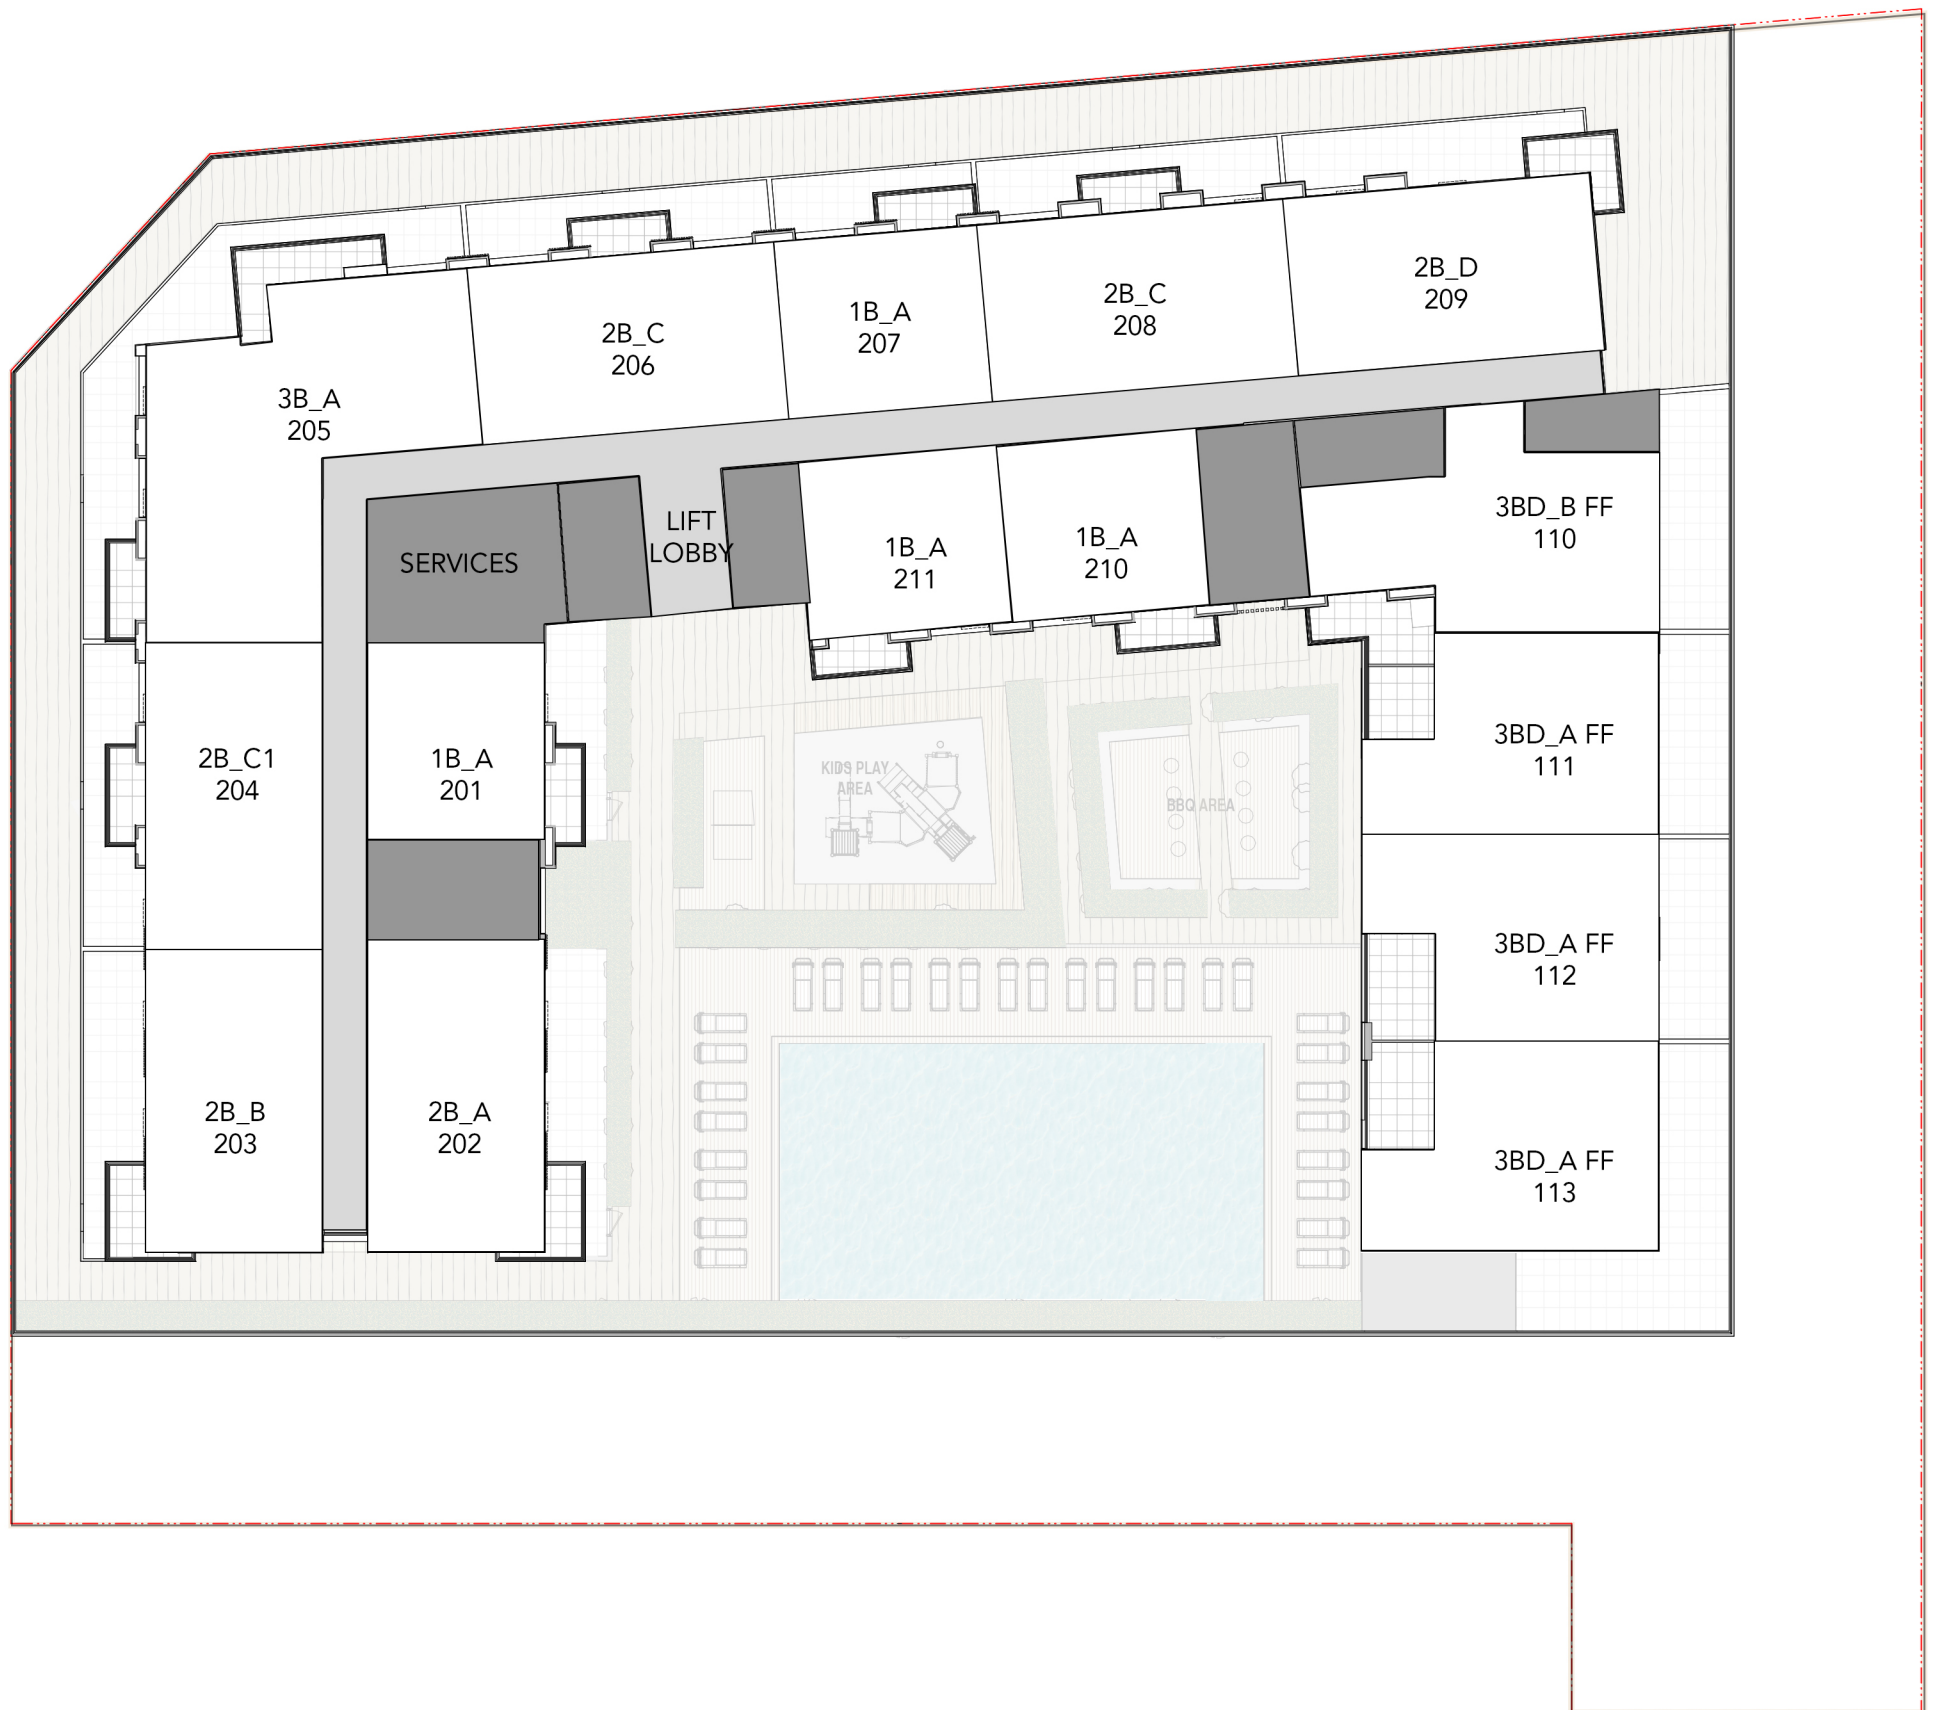 2B_D
209
2B_C
208
1B_A
207
2B_C
206
3B_A
205
3BD_B FF
110
LIFT
LOBBY
SERVICES
1B_A
211
1B_A
210
3BD_A FF
111
2B_C1
204
1B_A
201
KIDS PLAY
AREA
BBQ AREA
3BD_A FF
112
2B_B
203
2B_A
202
3BD_A FF
113